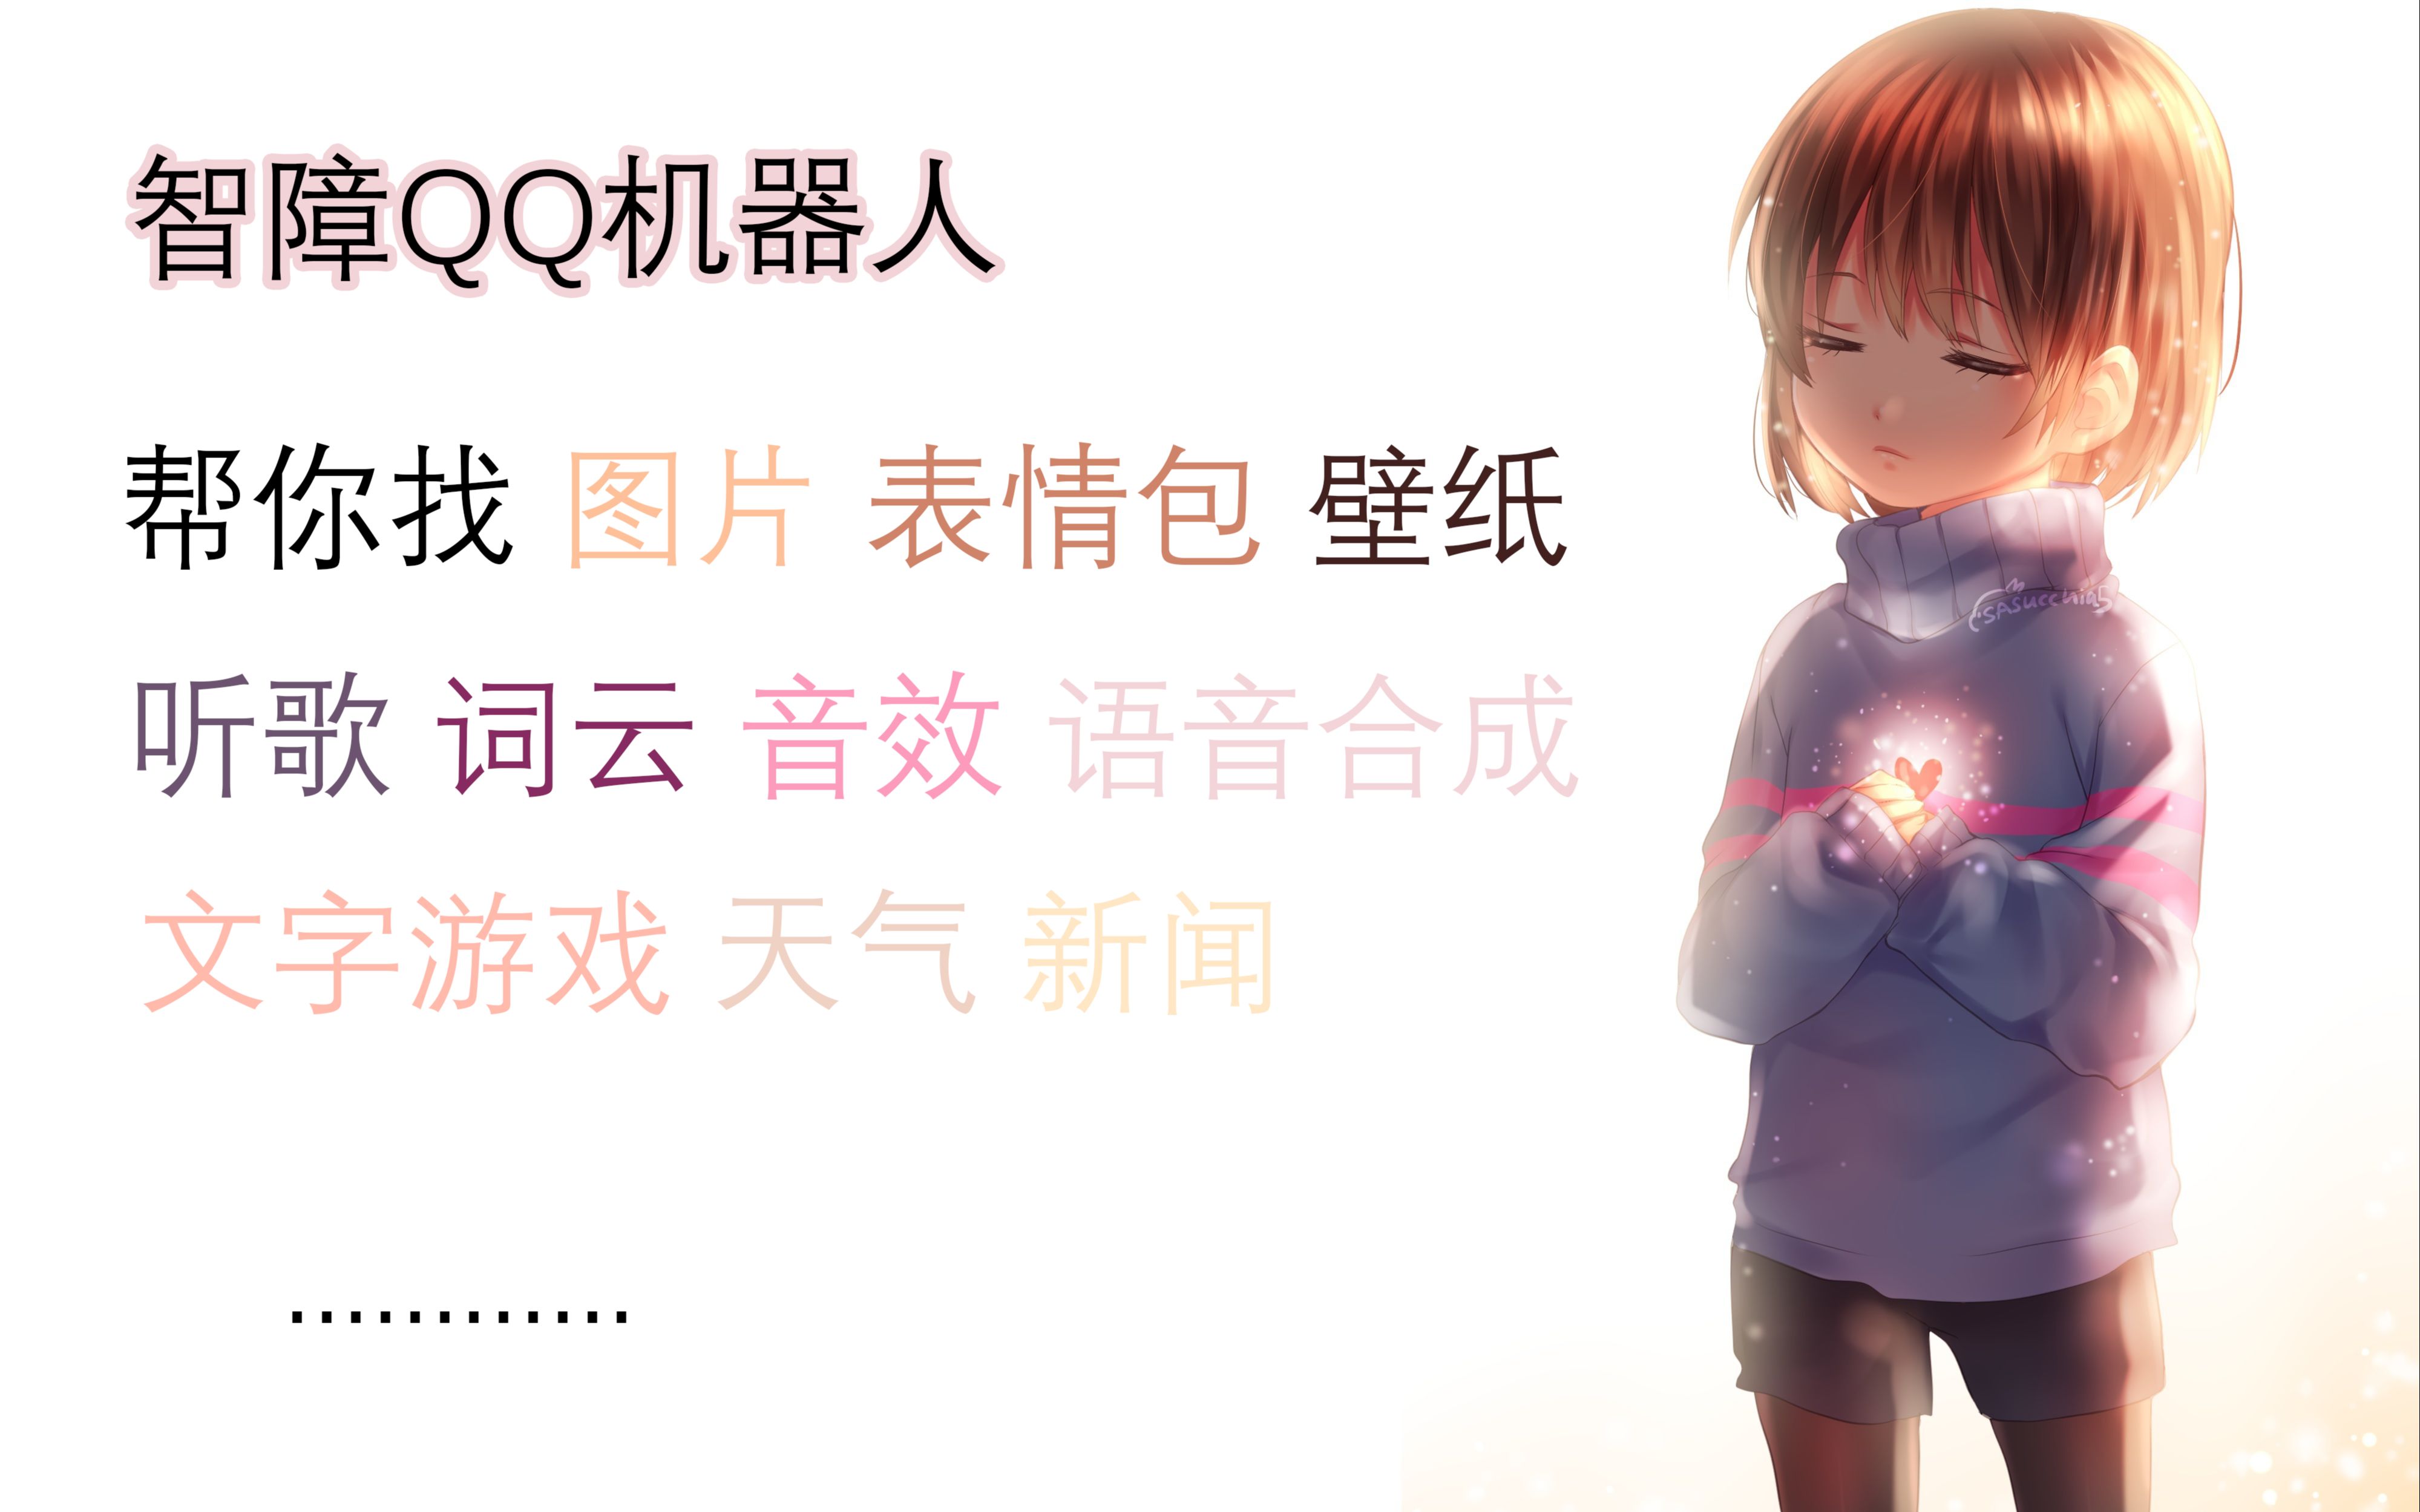 智障QQ机器人
帮你找 图片 表情包 壁纸
听歌 词云 音效 语音合成
文字游戏 天气 新闻
............